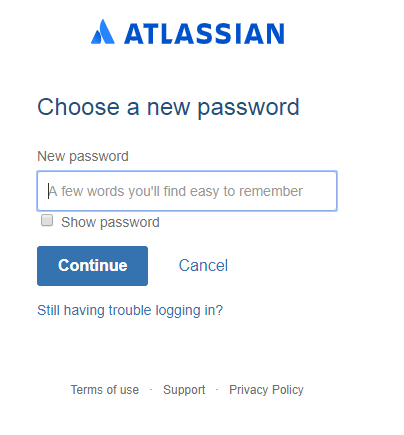 ATLASSIAN
Choose a new password
New password
A few words you'll find easy to remember
Show password
Continue Cancel
Still having trouble logging in?
Terms of use · Support · Privacy Policy